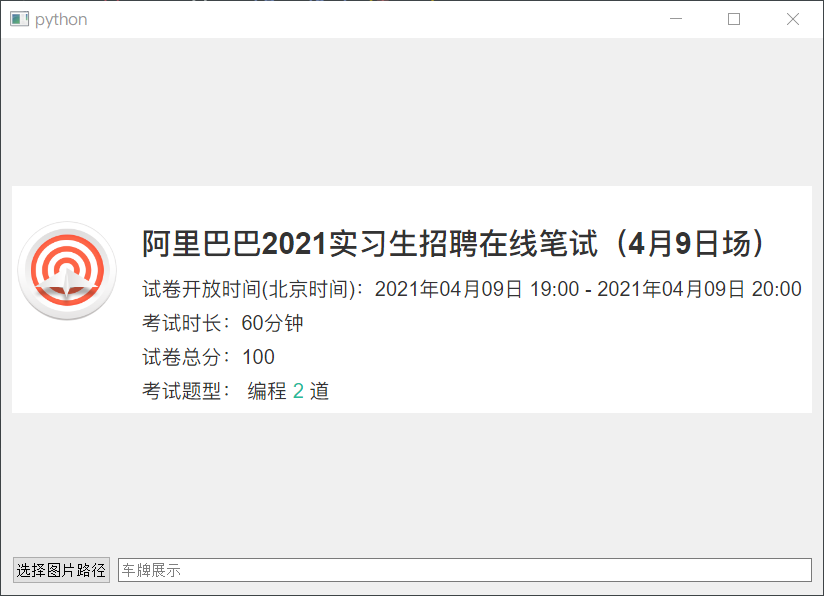 python
阿里巴巴2021实习生招聘在线笔试（4月9日场）
试卷开放时间(北京时间)：2021年04月09日 19:00 - 2021年04月09日 20:00
考试时长：60分钟
试卷总分：100
考试题型： 编程 2 道
选择图片路径 车牌展示